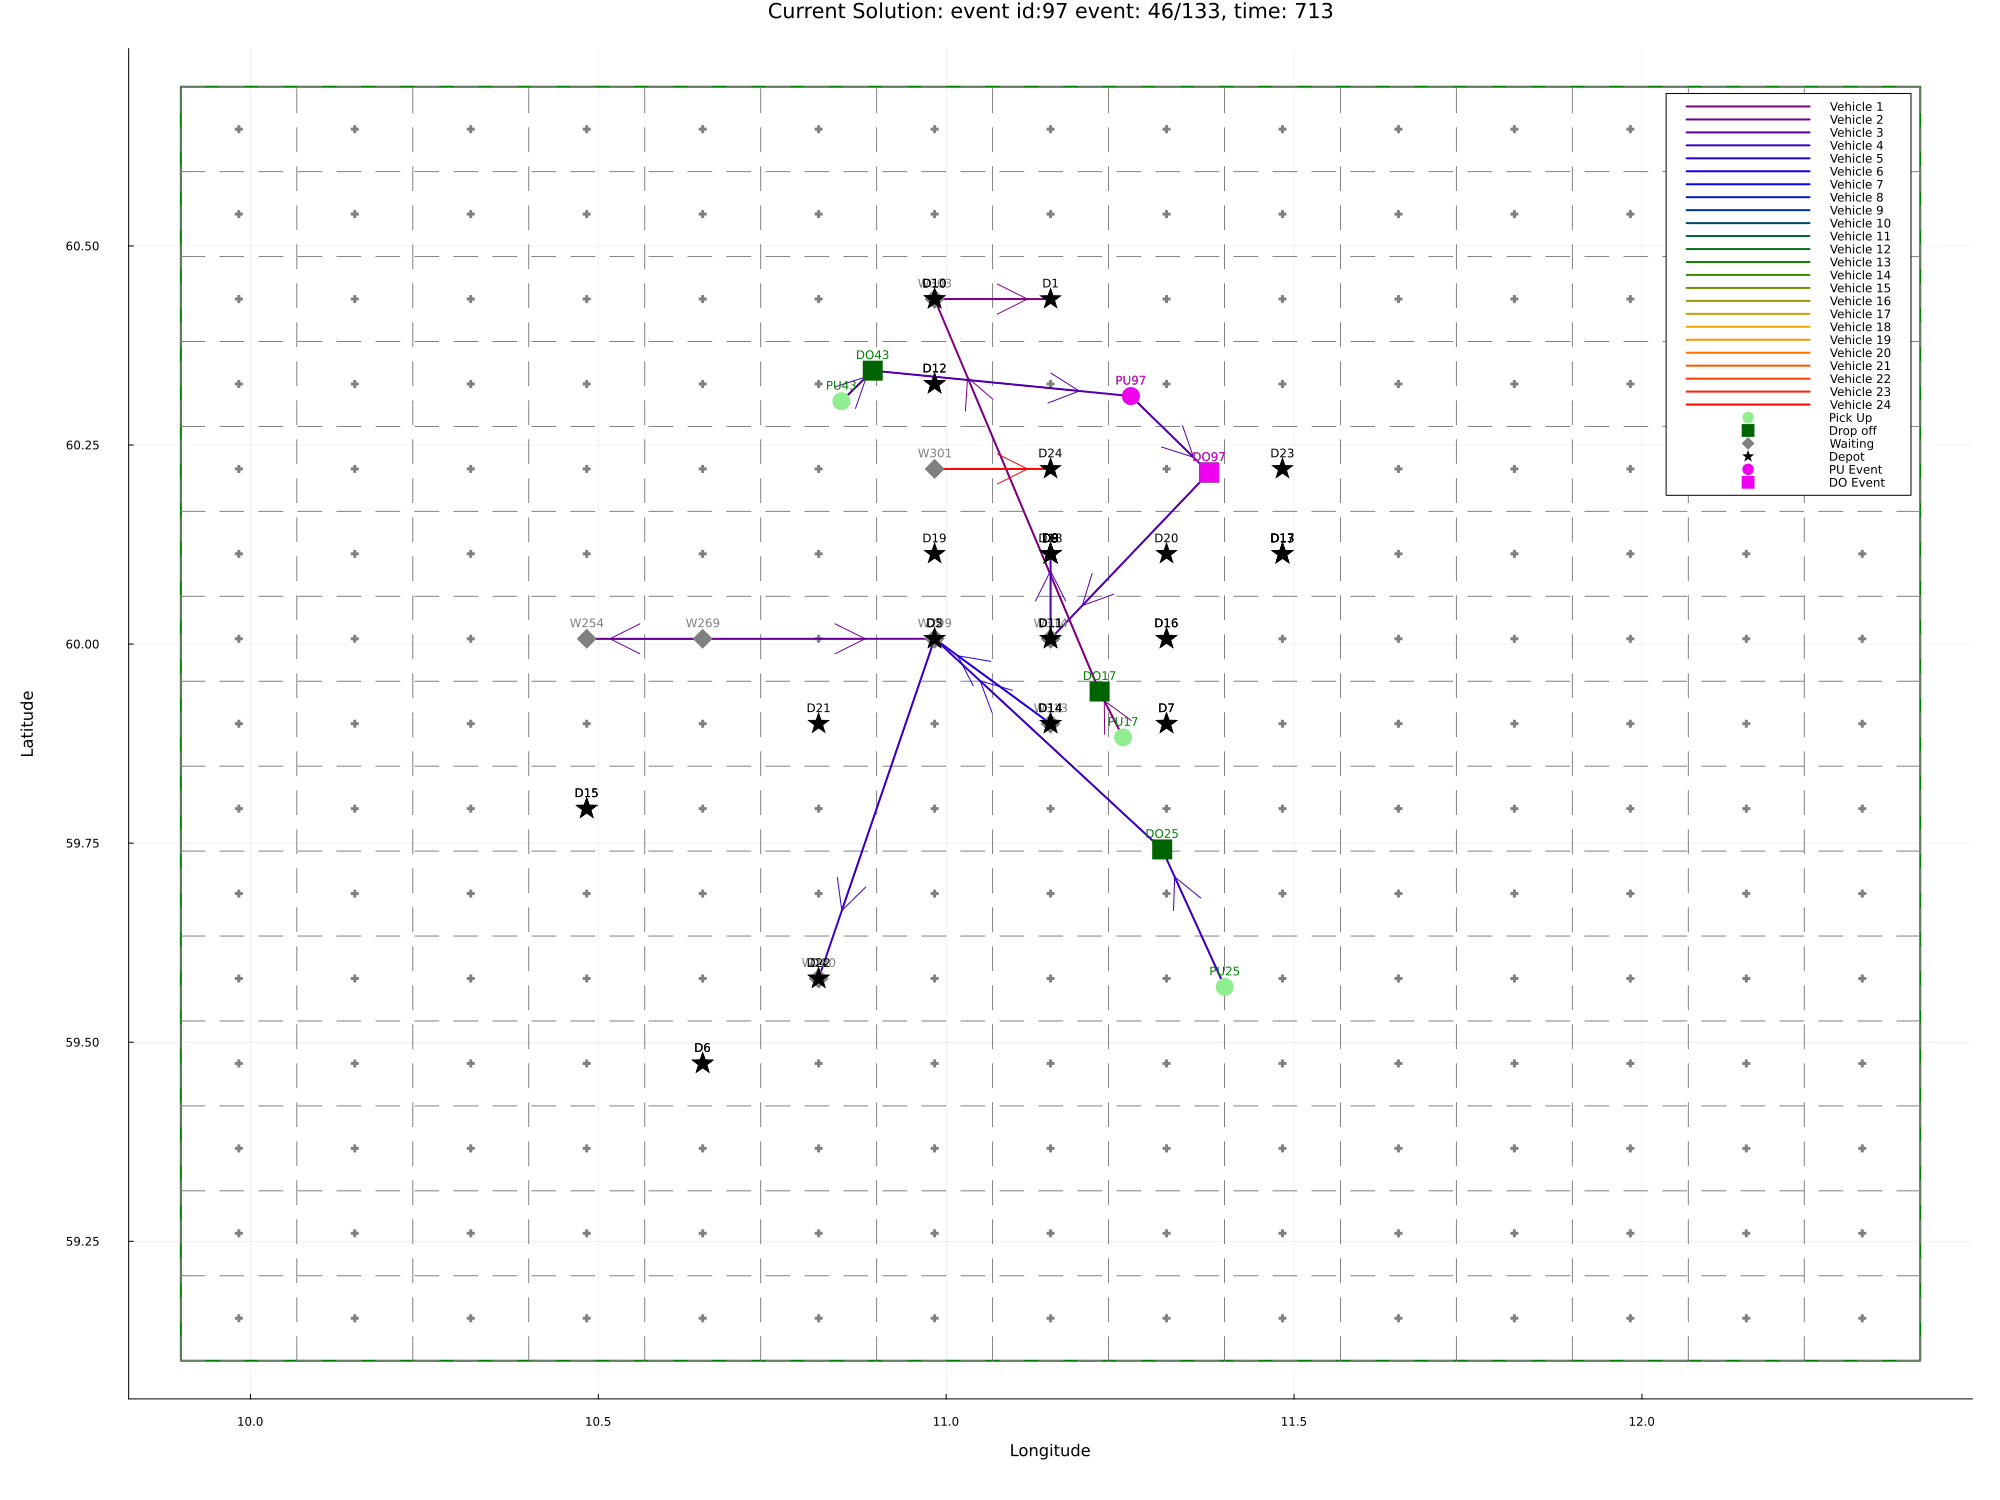 Current Solution: event id:97 event: 46/133, time: 713
Vehicle 1
Vehicle 2
Vehicle 3
Vehicle 4
Vehicle 5
Vehicle 6
Vehicle 7
Vehicle 8
Vehicle 9
Vehicle 10
Vehicle 11
Vehicle 12
Vehicle 13
Vehicle 14
Vehicle 15
Vehicle 16
Vehicle 17
Vehicle 18
Vehicle 19
Vehicle 20
Vehicle 21
Vehicle 22
Vehicle 23
Vehicle 24
Pick Up
Drop off
Waiting
Depot
PU Event
DO Event
60.50
60.25
60.00
59.75
59.50
59.25
Latitude
D10
D1
DO43
D12
PU43
PU97
W301
D24
DO97
D23
D19
D20
W254
W269
D11
D16
DO17
D21
D14
D7
PU17
D15
DO25
D22
PU25
D6
10.0
10.5
11.0
11.5
12.0
Longitude